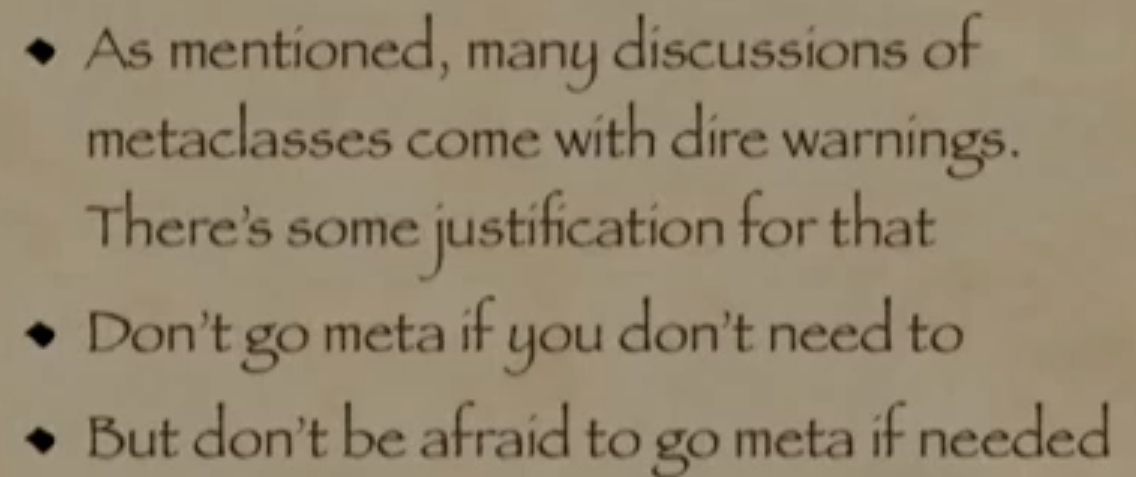 ◆ As mentioned, many discussions of
metaclasses come with dire warnings.
There's some justification for that
◆ Don't go meta if you don't need to
◆ But don't be afraid to go meta if needed